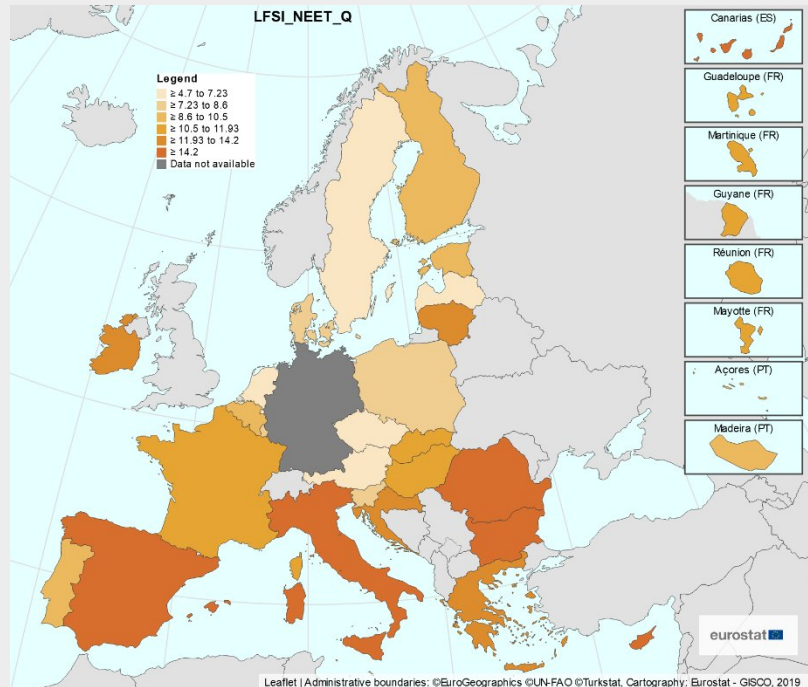 LFSI_NEET_Q
Legend
≥ 4.7 to 7.23
≥ 7.23 to 8.6
≥ 8.6 to 10.5
≥ 10.5 to 11.93
≥ 11.93 to 14.2
≥ 14.2
Data not available
Canarias (ES)
Guadeloupe (FR)
Martinique (FR)
Guyane (FR)
Réunion (FR)
Mayotte (FR)
Açores (PT)
Madeira (PT)
eurostat
Leaflet | Administrative boundaries: ©EuroGeographics ©UN-FAO ©Turkstat, Cartography: Eurostat - GISCO, 2019